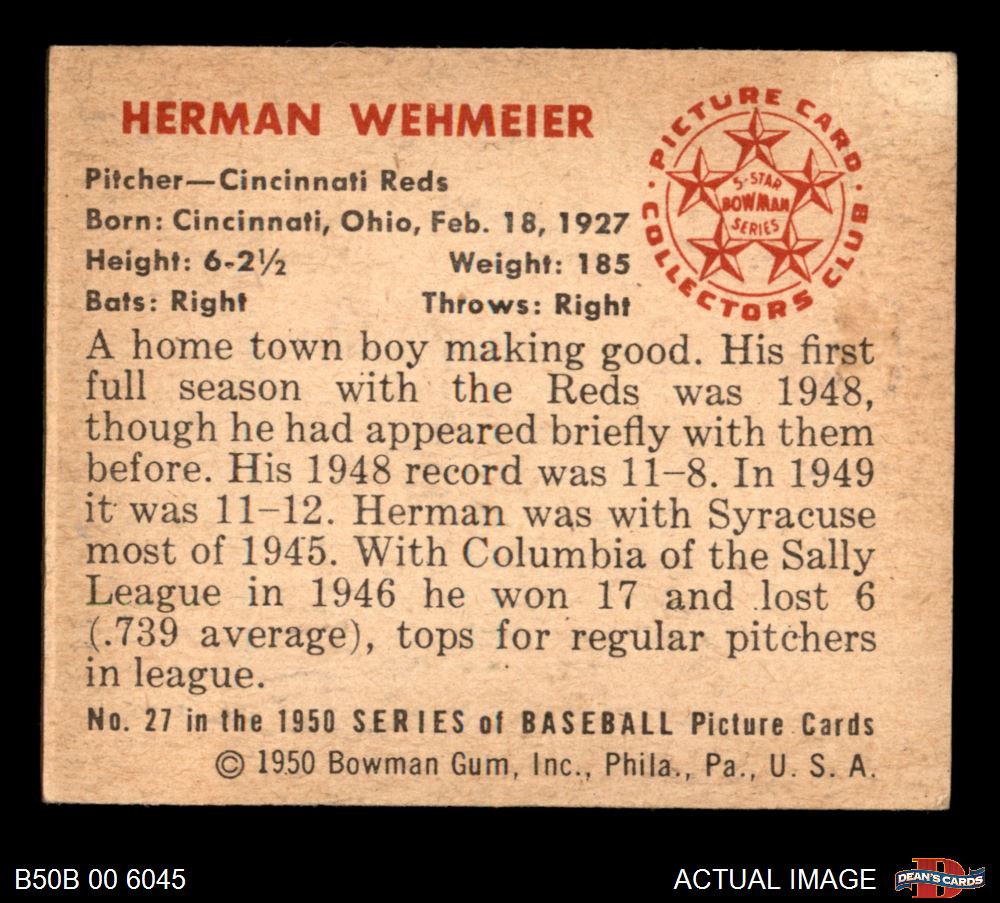 HERMAN WEHMEIER
Pitcher—Cincinnati Reds
Born: Cincinnati, Ohio, Feb. 18, 1927
Height: 6-2½ Weight: 185
Bats: Right Throws: Right
PICTURE CARD
COLLECTORS CLUB
5-STAR
BOWMAN
SERIES
A home town boy making good. His first
full season with the Reds was 1948,
though he had appeared briefly with them
before. His 1948 record was 11–8. In 1949
it was 11–12. Herman was with Syracuse
most of 1945. With Columbia of the Sally
League in 1946 he won 17 and lost 6
(.739 average), tops for regular pitchers
in league.
No. 27 in the 1950 SERIES of BASEBALL Picture Cards
© 1950 Bowman Gum, Inc., Phila., Pa., U. S. A.
B50B 00 6045
ACTUAL IMAGE
D
DEAN'S CARDS